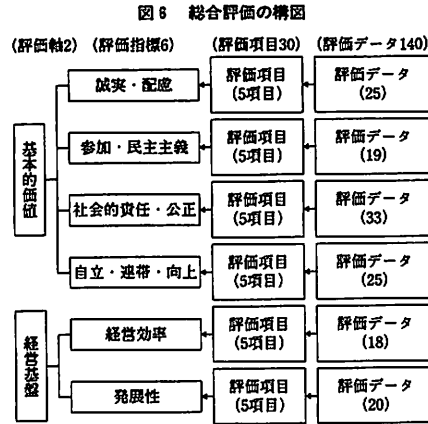 図6 総合評価の構図
(評価軸2) (評価指標6) (評価項目30) (評価データ140)
基本的価値
誠実・配慮
評価項目
(5項目)
評価データ
(25)
参加・民主主義
評価項目
(5項目)
評価データ
(19)
社会的責任・公正
評価項目
(5項目)
評価データ
(33)
自立・連帯・向上
評価項目
(5項目)
評価データ
(25)
経営基盤
経営効率
評価項目
(5項目)
評価データ
(18)
発展性
評価項目
(5項目)
評価データ
(20)